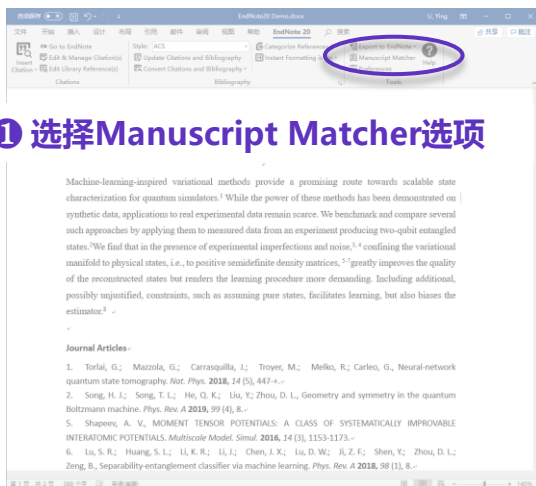 自动保存 EndNote20 Demo.docx Li, Ying
文件 开始 插入 设计 布局 引用 邮件 审阅 视图 帮助 EndNote 20 搜索 共享 批注
Insert Citation
Go to EndNote
Edit & Manage Citation(s)
Edit Library Reference(s)
Citations
Style: ACS
Update Citations and Bibliography
Convert Citations and Bibliography
Categorize References
Instant Formatting is
Bibliography
Export to EndNote
Manuscript Matcher
Preferences
Help
Tools
❶ 选择Manuscript Matcher选项
Machine-learning-inspired variational methods provide a promising route towards scalable state
characterization for quantum simulators.¹ While the power of these methods has been demonstrated on
synthetic data, applications to real experimental data remain scarce. We benchmark and compare several
such approaches by applying them to measured data from an experiment producing two-qubit entangled
states.²We find that in the presence of experimental imperfections and noise,³, ⁴ confining the variational
manifold to physical states, i.e., to positive semidefinite density matrices, ⁵⁻⁷greatly improves the quality
of the reconstructed states but renders the learning procedure more demanding. Including additional,
possibly unjustified, constraints, such as assuming pure states, facilitates learning, but also biases the
estimator.⁸
Journal Articles
1. Torlai, G.; Mazzola, G.; Carrasquilla, J.; Troyer, M.; Melko, R.; Carleo, G., Neural-network
quantum state tomography. Nat. Phys. 2018, 14 (5), 447-+.
2. Song, H. J.; Song, T. L.; He, Q. K.; Liu, Y.; Zhou, D. L., Geometry and symmetry in the quantum
Boltzmann machine. Phys. Rev. A 2019, 99 (4), 8.
5. Shapeev, A. V., MOMENT TENSOR POTENTIALS: A CLASS OF SYSTEMATICALLY IMPROVABLE
INTERATOMIC POTENTIALS. Multiscale Model. Simul. 2016, 14 (3), 1153-1173.
6. Lu, S. R.; Huang, S. L.; Li, K. R.; Li, J.; Chen, J. X.; Lu, D. W.; Ji, Z. F.; Shen, Y.; Zhou, D. L.;
Zeng, B., Separability-entanglement classifier via machine learning. Phys. Rev. A 2018, 98 (1), 8.
140%